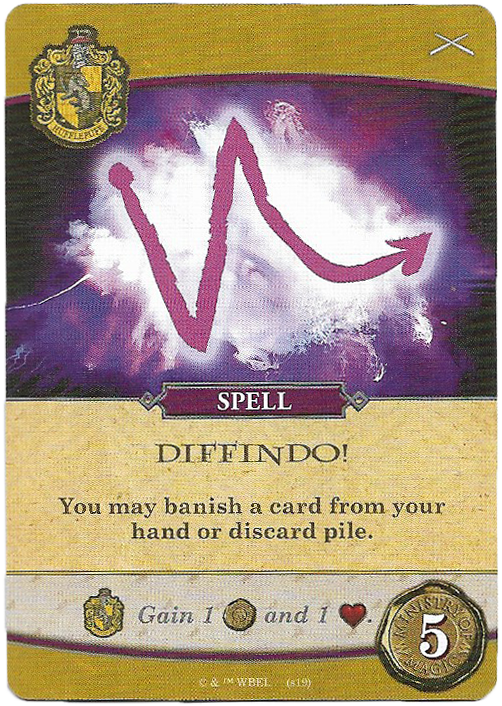 HUFFLEPUFF
SPELL
DIFFINDO!
You may banish a card from your
hand or discard pile.
Gain 1 and 1 .
MINISTRY OF MAGIC
5
© & ™ WBEI. (s19)